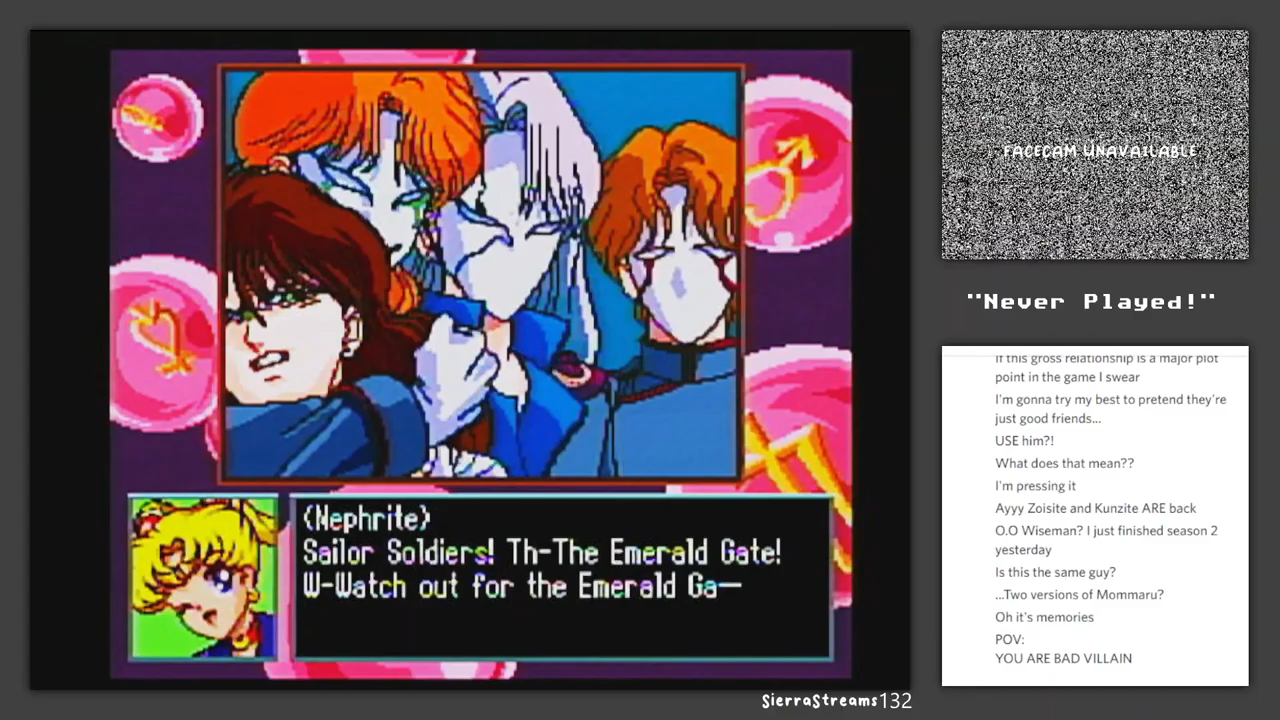 FACECAM UNAVAILABLE
"Never Played!"
If this gross relationship is a major plot
point in the game I swear
I'm gonna try my best to pretend they're
just good friends...
USE him?!
What does that mean??
I'm pressing it
Ayyy Zoisite and Kunzite ARE back
O.O Wiseman? I just finished season 2
yesterday
Is this the same guy?
...Two versions of Mommaru?
Oh it's memories
POV:
YOU ARE BAD VILLAIN
(Nephrite)
Sailor Soldiers! Th-The Emerald Gate!
W-Watch out for the Emerald Ga—
SierraStreams132